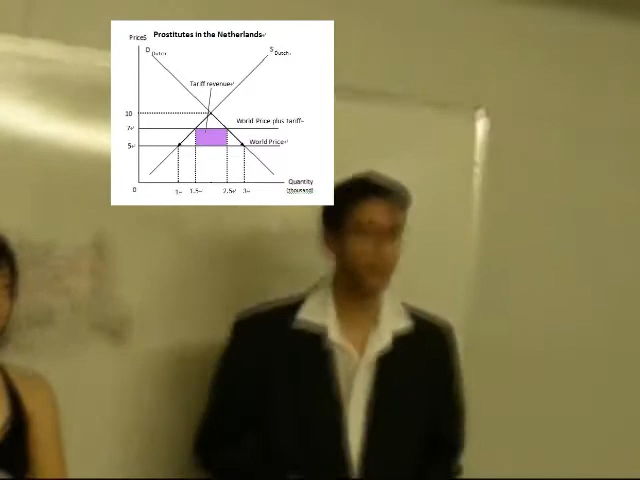 Prostitutes in the Netherlands
Price$
D Dutch
S Dutch
Tariff revenue
10
World Price plus Tariff
7
World Price
5
Quantity
(thousand)
0
1
1.5
2.5
3